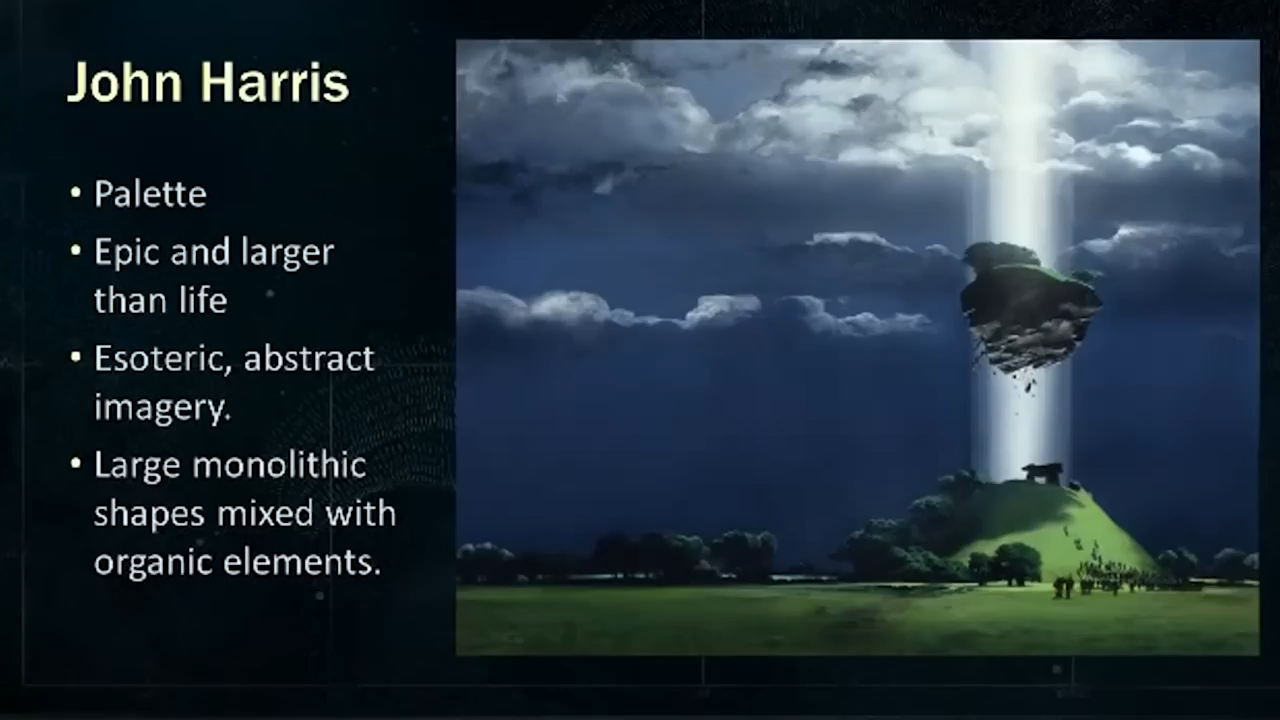 John Harris
• Palette
• Epic and larger
than life
• Esoteric, abstract
imagery.
• Large monolithic
shapes mixed with
organic elements.